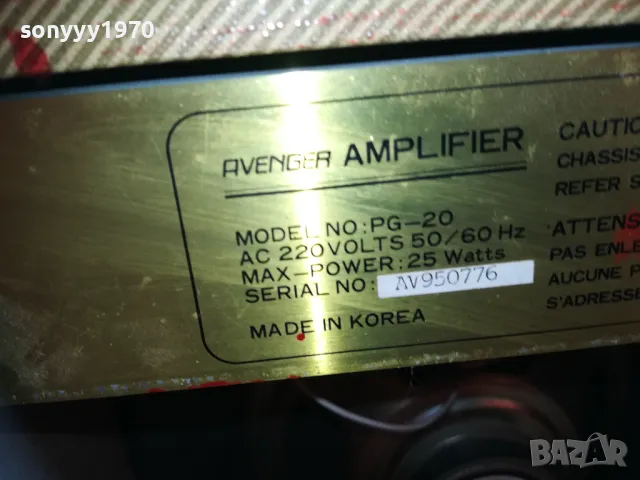 sonyyy1970
AVENGER AMPLIFIER
MODEL NO:PG-20
AC 220VOLTS 50/60 Hz
MAX-POWER:25 Watts
SERIAL NO: AV950776
MADE IN KOREA
CAUTIO
CHASSIS
REFER S
ATTENS
PAS ENLE
AUCUNE P
S'ADRESSE
BAZAR